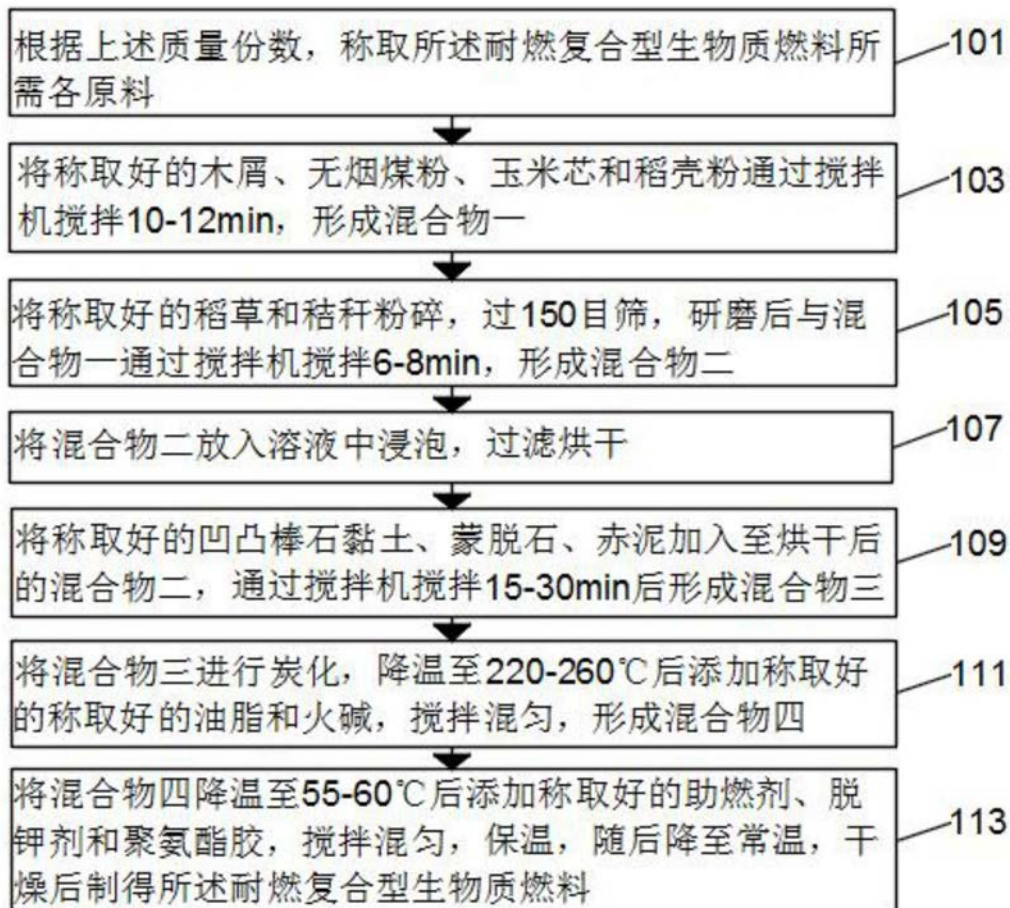 根据上述质量份数，称取所述耐燃复合型生物质燃料所
需各原料
101
将称取好的木屑、无烟煤粉、玉米芯和稻壳粉通过搅拌
机搅拌10-12min，形成混合物一
103
将称取好的稻草和秸秆粉碎，过150目筛，研磨后与混
合物一通过搅拌机搅拌6-8min，形成混合物二
105
将混合物二放入溶液中浸泡，过滤烘干
107
将称取好的凹凸棒石黏土、蒙脱石、赤泥加入至烘干后
的混合物二，通过搅拌机搅拌15-30min后形成混合物三
109
将混合物三进行炭化，降温至220-260℃后添加称取好
的称取好的油脂和火碱，搅拌混匀，形成混合物四
111
将混合物四降温至55-60℃后添加称取好的助燃剂、脱
钾剂和聚氨酯胶，搅拌混匀，保温，随后降至常温，干
燥后制得所述耐燃复合型生物质燃料
113